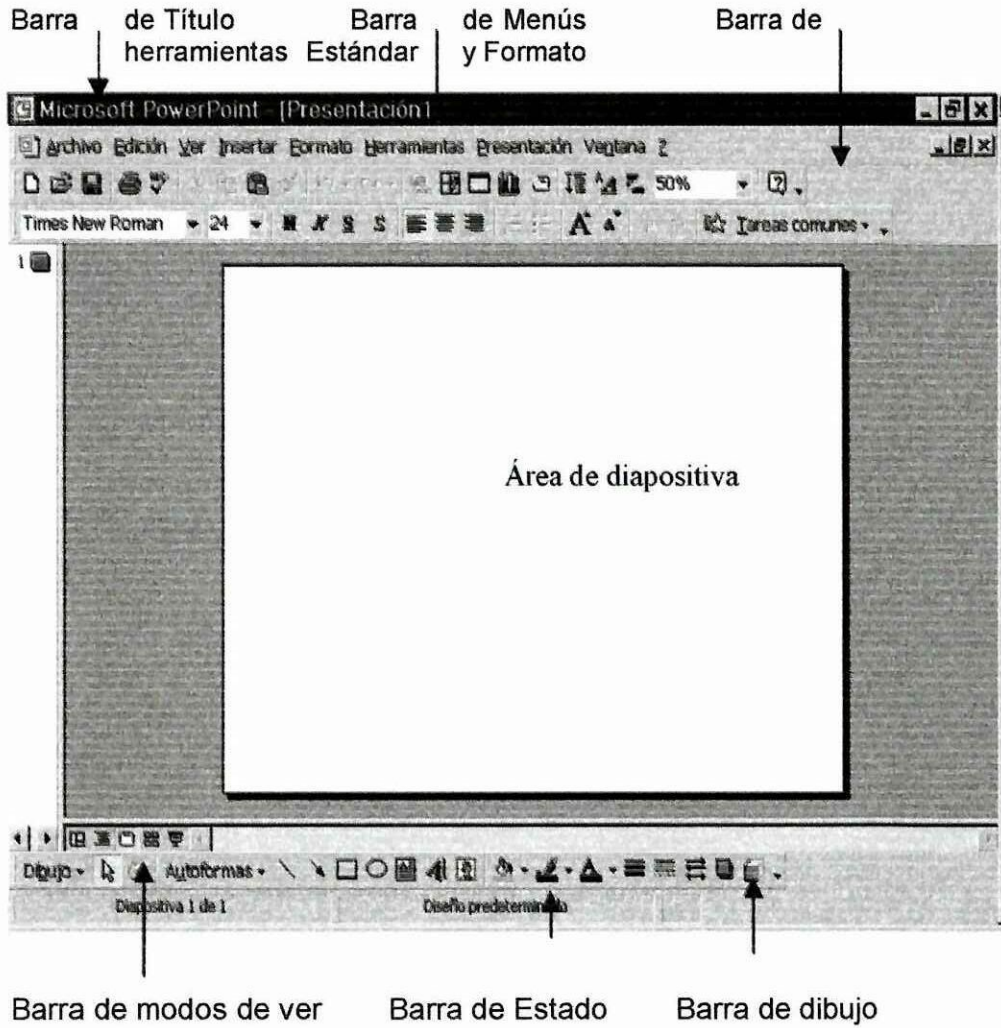 Barra de Título Barra de Menús Barra de
herramientas Estándar y Formato
Microsoft PowerPoint - [Presentación1
Archivo Edición Ver Insertar Formato Herramientas Presentación Ventana ?
50%
Times New Roman 24 N K S S A A Tareas comunes
1
Área de diapositiva
Dibujo Autoformas
Diapositiva 1 de 1 Diseño predeterminado
Barra de modos de ver Barra de Estado Barra de dibujo